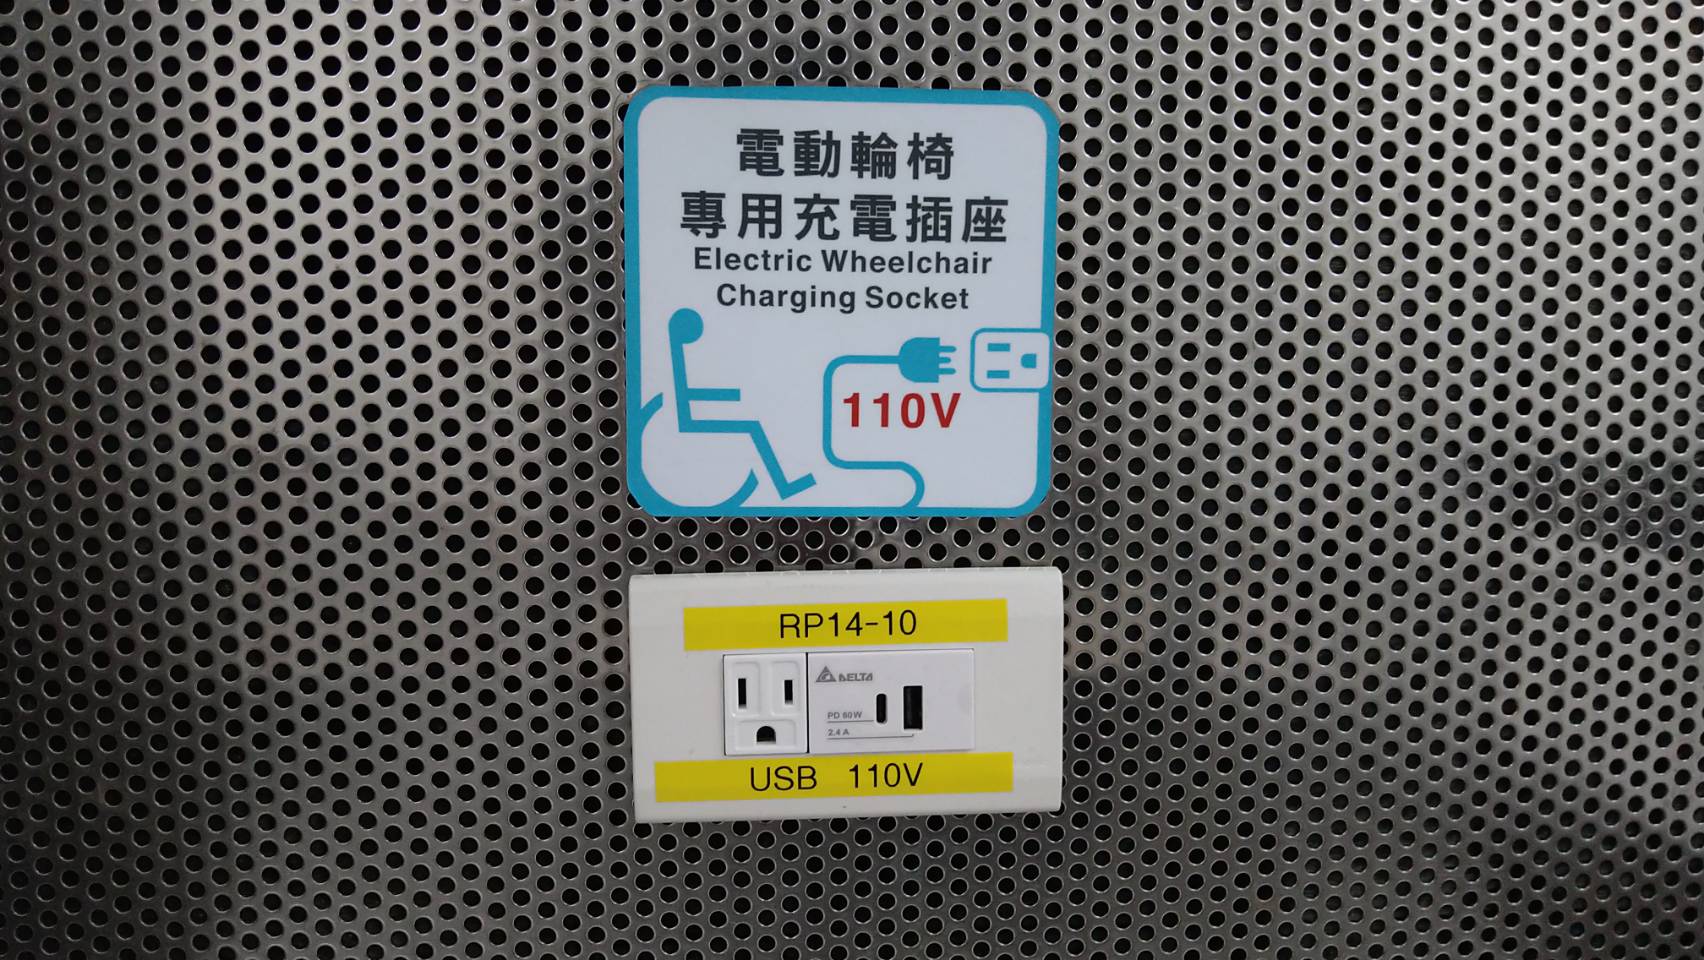 電動輪椅
專用充電插座
Electric Wheelchair
Charging Socket
110V
RP14-10
DELTA
PD 60W
2.4 A
USB 110V